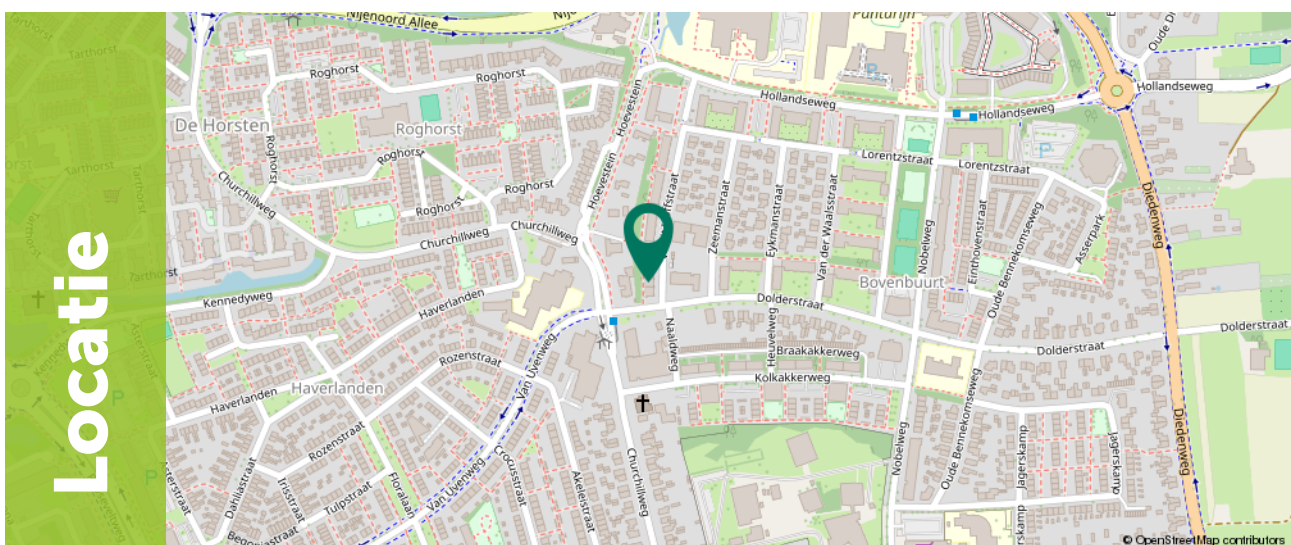 Locatie
Nijenoord Allee
Tarthorst
Roghorst
Roghorst
De Horsten
Roghorst
Roghorst
Roghorst
Roghorst
Roghorst
Hoevestein
Hoevestein
Hollandseweg
Hollandseweg
Hollandseweg
Lorentzstraat
Lorentzstraat
Churchillweg
Churchillweg
Churchillweg
Churchillweg
Tarthorst
Kennedyweg
Haverlanden
Haverlanden
Haverlanden
Rozenstraat
Rozenstraat
Van Uvenweg
Van Uvenweg
Zeemanstraat
Eykmanstraat
Van der Waalsstraat
Nobelweg
Nobelweg
Bovenbuurt
Einthovenstraat
Oude Bennekomseweg
Oude Bennekomseweg
Asserpark
Diedenweg
Diedenweg
Dolderstraat
Dolderstraat
Dolderstraat
Naaldweg
Heuvelweg
Braakakkerweg
Kolkakkerweg
Jagerskamp
Jagerskamp
Dahliastraat
Irisstraat
Tulpstraat
Begoniastraat
Floralaan
Crocusstraat
Akeleistraat
P
P
© OpenStreetMap contributors